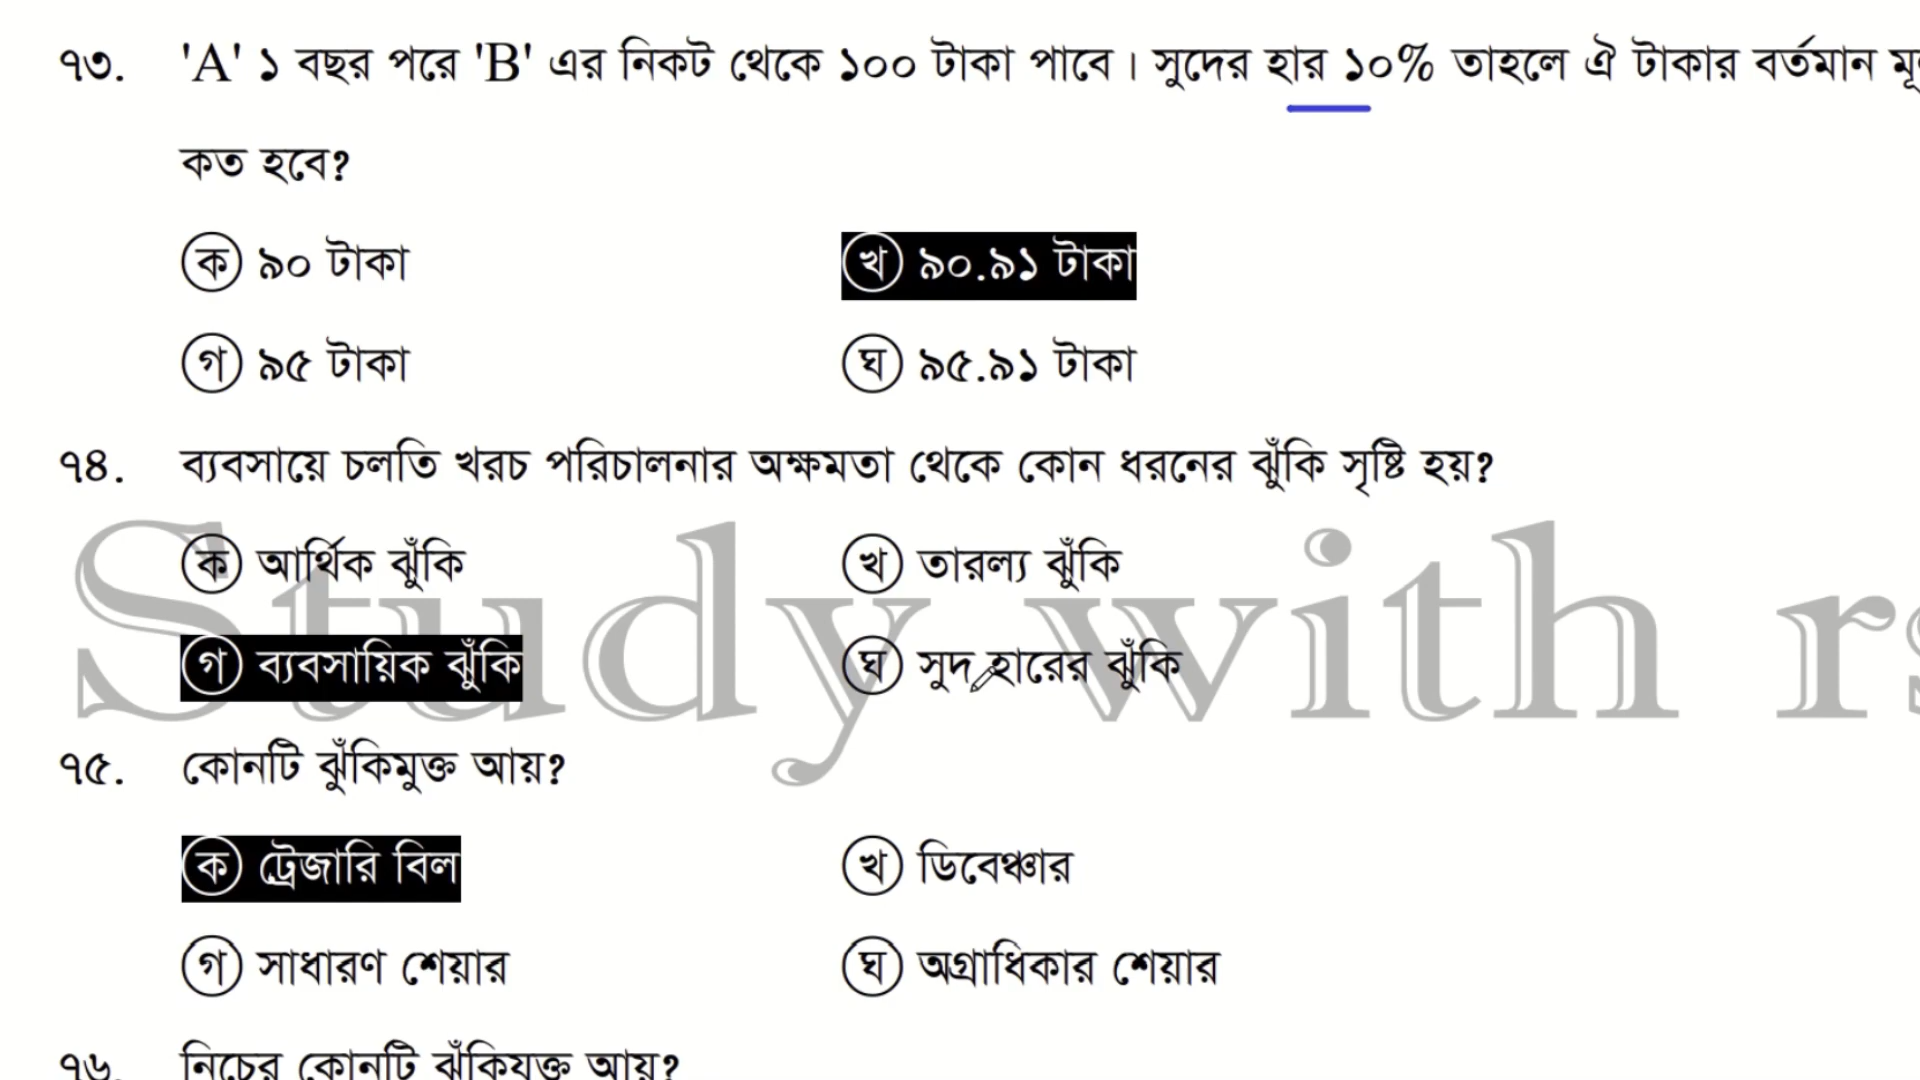 ৭৩. 'A' ১ বছর পরে 'B' এর নিকট থেকে ১০০ টাকা পাবে। সুদের হার ১০% তাহলে ঐ টাকার বর্তমান
কত হবে?
ক ৯০ টাকা খ ৯০.৯১ টাকা
গ ৯৫ টাকা ঘ ৯৫.৯১ টাকা
৭৪. ব্যবসায়ে চলতি খরচ পরিচালনার অক্ষমতা থেকে কোন ধরনের ঝুঁকি সৃষ্টি হয়?
ক আর্থিক ঝুঁকি খ তারল্য ঝুঁকি
Study with
গ ব্যবসায়িক ঝুঁকি ঘ সুদ হারের ঝুঁকি
৭৫. কোনটি ঝুঁকিমুক্ত আয়?
ক ট্রেজারি বিল খ ডিবেঞ্চার
গ সাধারণ শেয়ার ঘ অগ্রাধিকার শেয়ার
৭৬. নিচের কোনটি ঝুঁকিযুক্ত আয়?